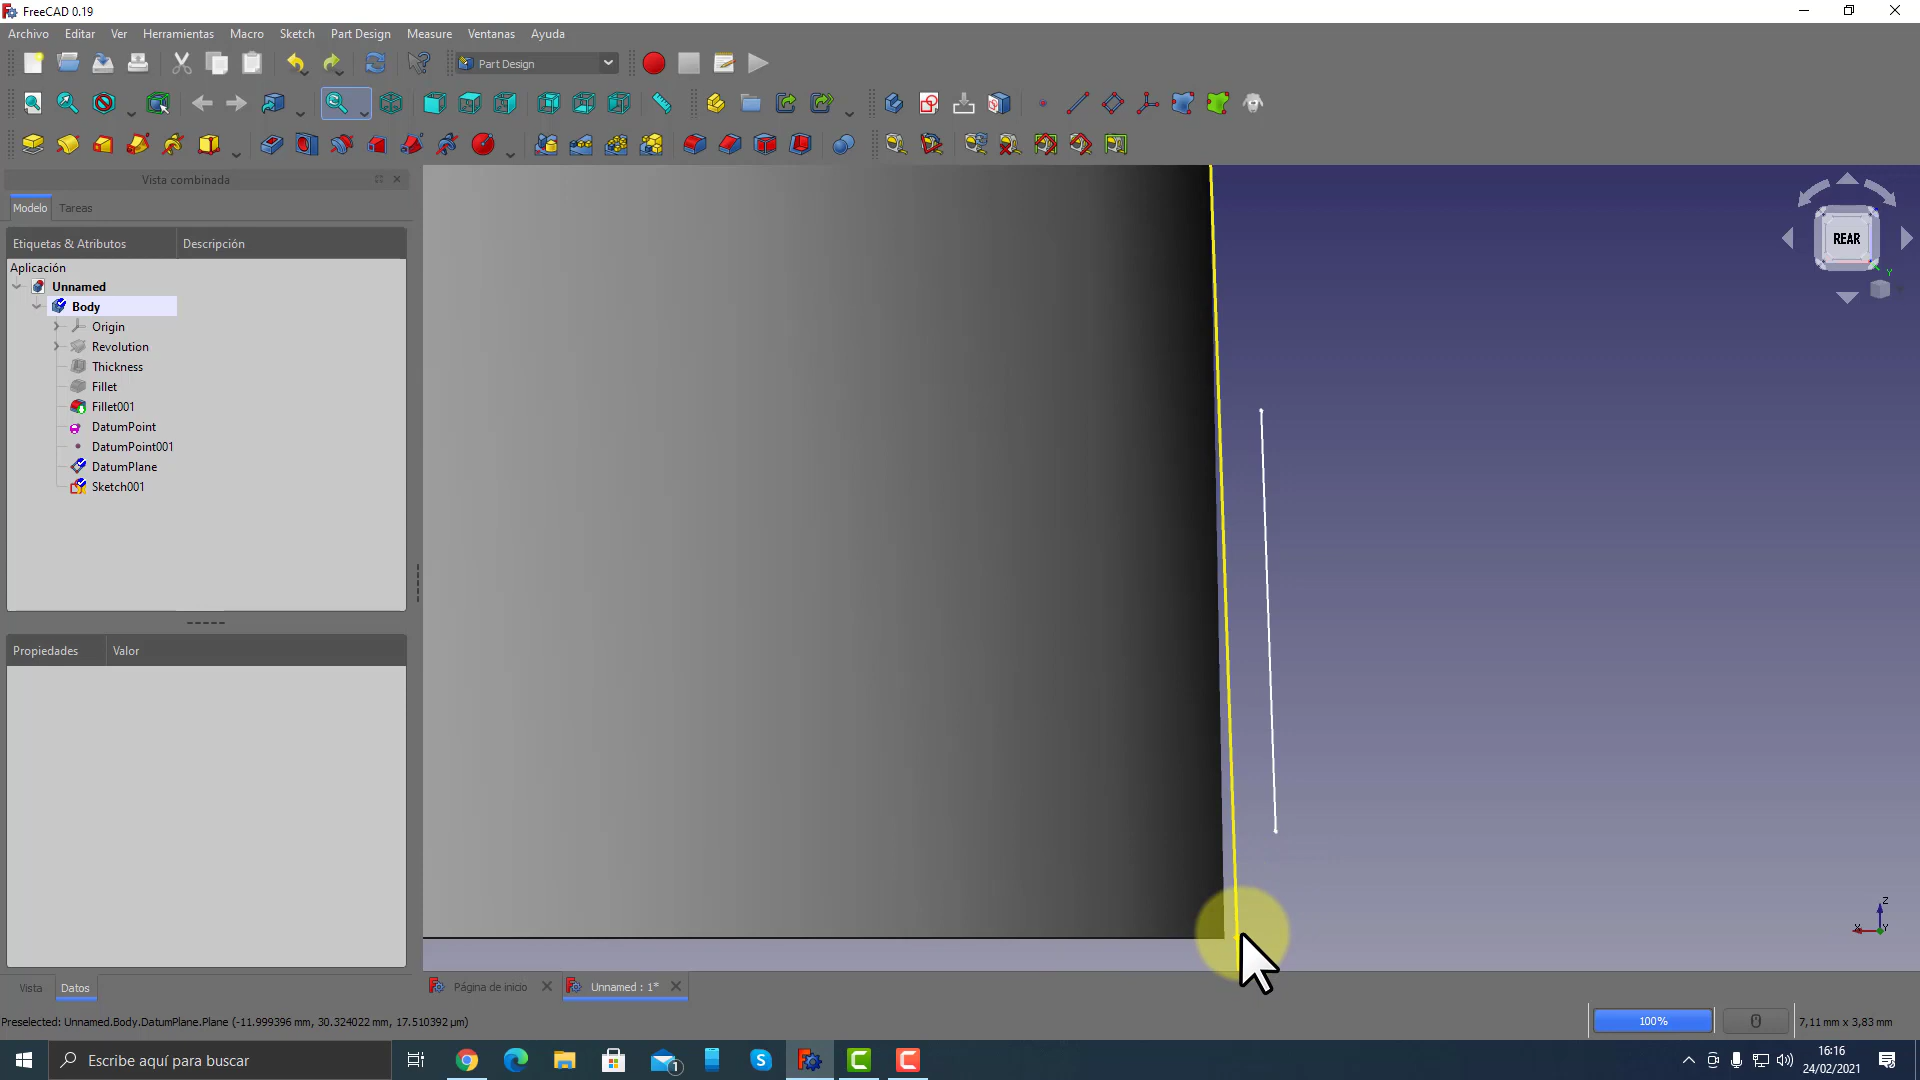 FreeCAD 0.19
Archivo Editar Ver Herramientas Macro Sketch Part Design Measure Ventanas Ayuda
Part Design
Vista combinada
Modelo Tareas
Etiquetas & Atributos Descripción
Aplicación
Unnamed
Body
Origin
Revolution
Thickness
Fillet
Fillet001
DatumPoint
DatumPoint001
DatumPlane
Sketch001
REAR
Y
Z
X
Y
Propiedades Valor
Vista Datos
Página de inicio Unnamed : 1*
Preselected: Unnamed.Body.DatumPlane.Plane (-11.999396 mm, 30.324022 mm, 17.510392 µm)
100% 7,11 mm x 3,83 mm
Escribe aquí para buscar
1
16:16
24/02/2021